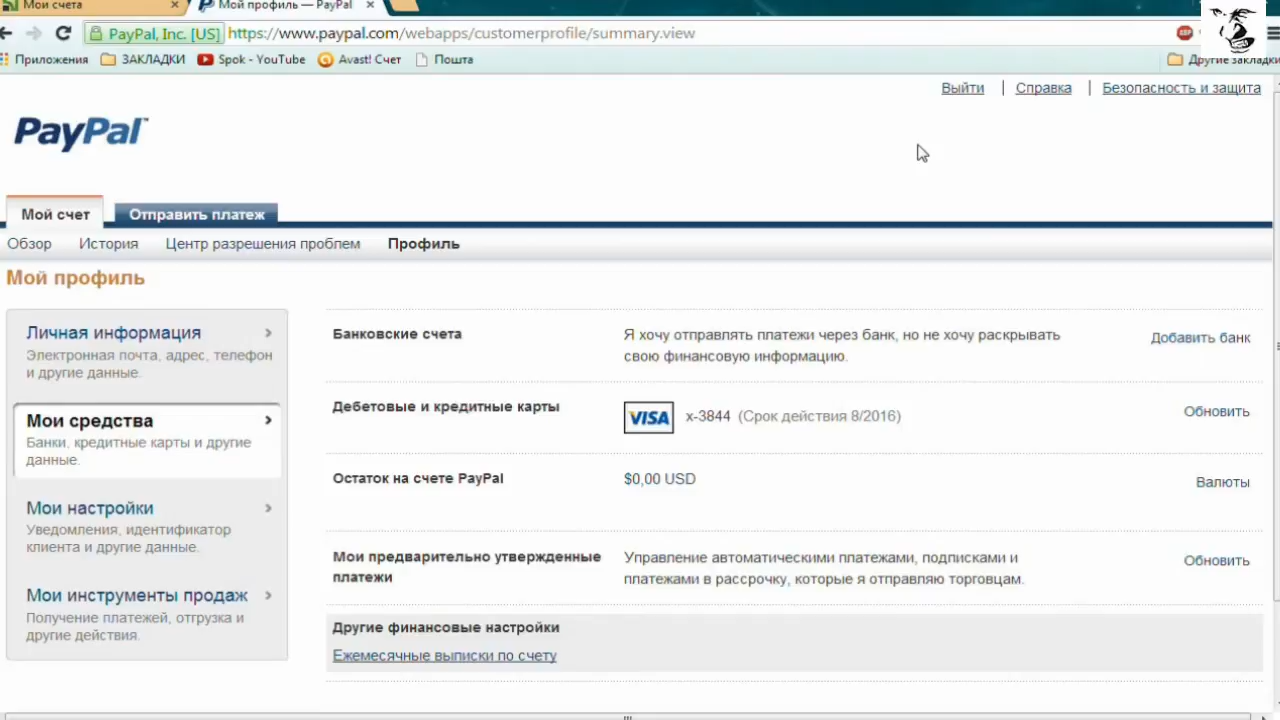 Мои счета
Мой профиль — PayPal
PayPal, Inc. [US] https://www.paypal.com/webapps/customerprofile/summary.view
Приложения ЗАКЛАДКИ Spok - YouTube Avast! Счет Почта Другие закладки
Выйти | Справка | Безопасность и защита
PayPal
Мой счет Отправить платеж
Обзор История Центр разрешения проблем Профиль
Мой профиль
Личная информация
Электронная почта, адрес, телефон
и другие данные.
Мои средства
Банки, кредитные карты и другие
данные.
Мои настройки
Уведомления, идентификатор
клиента и другие данные.
Мои инструменты продаж
Получение платежей, отгрузка и
другие действия.
Банковские счета Я хочу отправлять платежи через банк, но не хочу раскрывать
свою финансовую информацию. Добавить банк
Дебетовые и кредитные карты VISA x-3844 (Срок действия 8/2016) Обновить
Остаток на счете PayPal $0,00 USD Валюты
Мои предварительно утвержденные
платежи
Управление автоматическими платежами, подписками и
платежами в рассрочку, которые я отправляю торговцам.
Обновить
Другие финансовые настройки
Ежемесячные выписки по счету